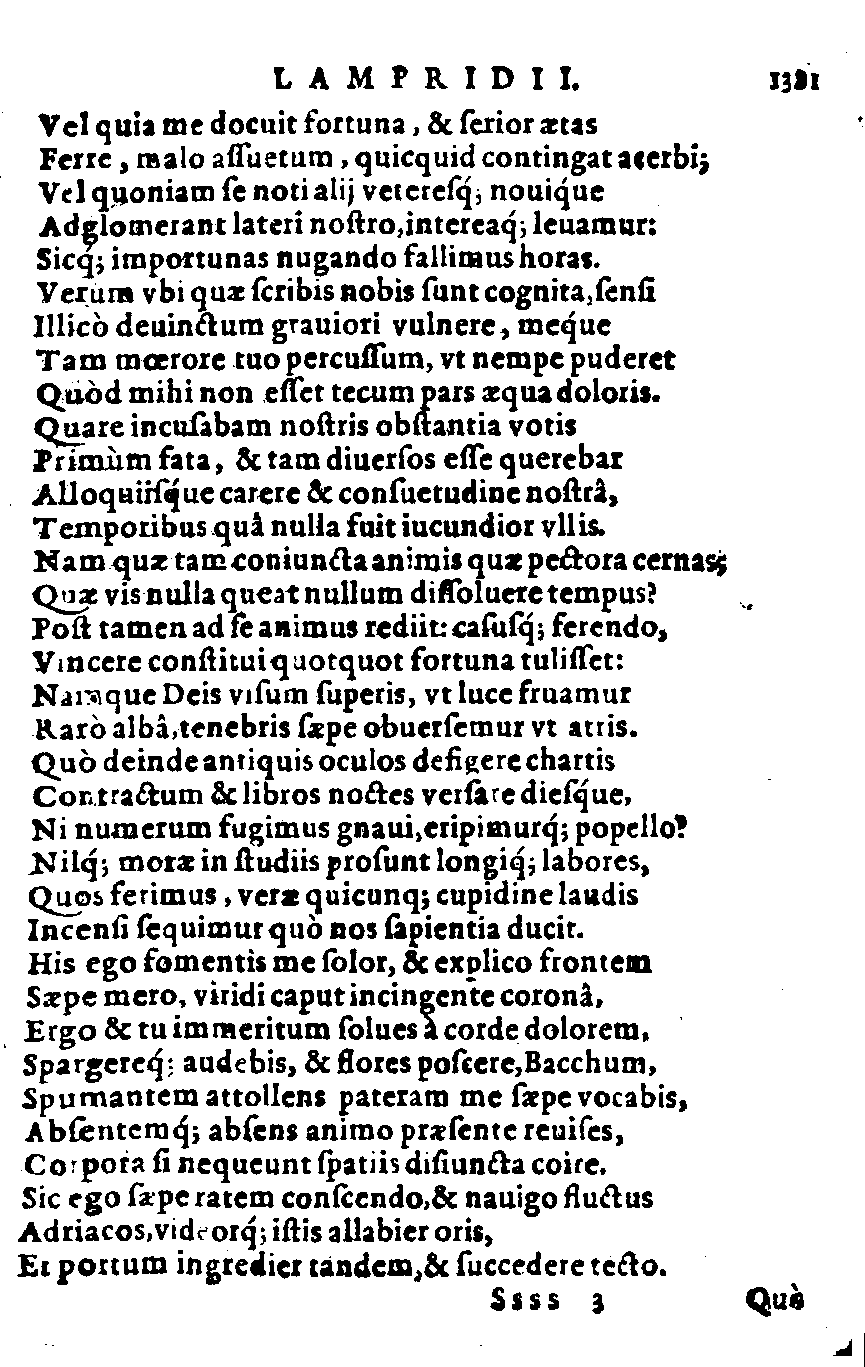 LAMPRIDII. 1381
Vel quia me docuit fortuna, & ſerior ætas
Ferre, malo aſſuetum, quicquid contingat acerbi;
Vel quoniam ſe noti alij vetereſq́; nouiq́ue
Adglomerant lateri noſtro, intereaq́; leuamur:
Sicq́; importunas nugando fallimus horas.
Verùm vbi quæ ſcribis nobis ſunt cognita, ſenſi
Illicò deuinctum grauiori vulnere, meq́ue
Tam mœrore tuo percuſſum, vt nempe puderet
Quòd mihi non eſſet tecum pars æqua doloris.
Quare incuſabam noſtris obſtantia votis
Primùm fata, & tam diuerſos eſſe querebar
Alloquiiſq́ue carere & conſuetudine noſtrâ,
Temporibus quâ nulla fuit iucundior vllis.
Nam quæ tam coniuncta animis quæ pectora cernas;
Quæ vis nulla queat nullum diſſoluere tempus?
Poſt tamen ad ſe animus rediit: caſuſq́; ferendo,
Vincere conſtitui quotquot fortuna tuliſſet:
Namque Deis viſum ſuperis, vt luce fruamur
Rarò albâ, tenebris ſæpe obuerſemur vt atris.
Quò deinde antiquis oculos defigere chartis
Contractum & libros noctes verſare dieſq́ue,
Ni numerum fugimus gnaui, eripimurq́; popello?
Nilq́; moræ in ſtudiis proſunt longiq́; labores,
Quos ferimus, veræ quicunq; cupidine laudis
Incenſi ſequimur quò nos ſapientia ducit.
His ego fomentis me ſolor, & explico frontem
Sæpe mero, viridi caput incingente coronâ,
Ergo & tu immeritum ſolues à corde dolorem,
Spargereq́; audebis, & flores poſcere, Bacchum,
Spumantem attollens pateram me ſæpe vocabis,
Abſentemq́; abſens animo præſente reuiſes,
Corpora ſi nequeunt ſpatiis diſiuncta coire.
Sic ego ſæpe ratem conſcendo, & nauigo fluctus
Adriacos, videorq́; iſtis allabier oris,
Et portum ingredier tandem, & ſuccedere tecto.
Ssss 3 Quò